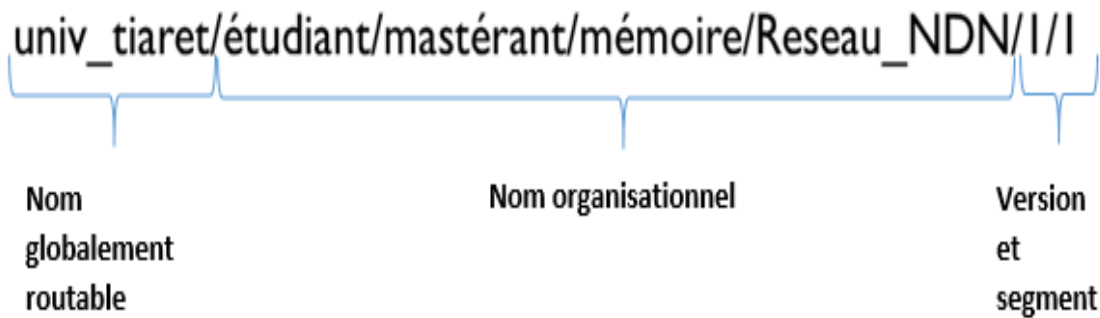 univ_tiaret/étudiant/mastérant/mémoire/Reseau_NDN/1/1
Nom
globalement
routable
Nom organisationnel
Version
et
segment